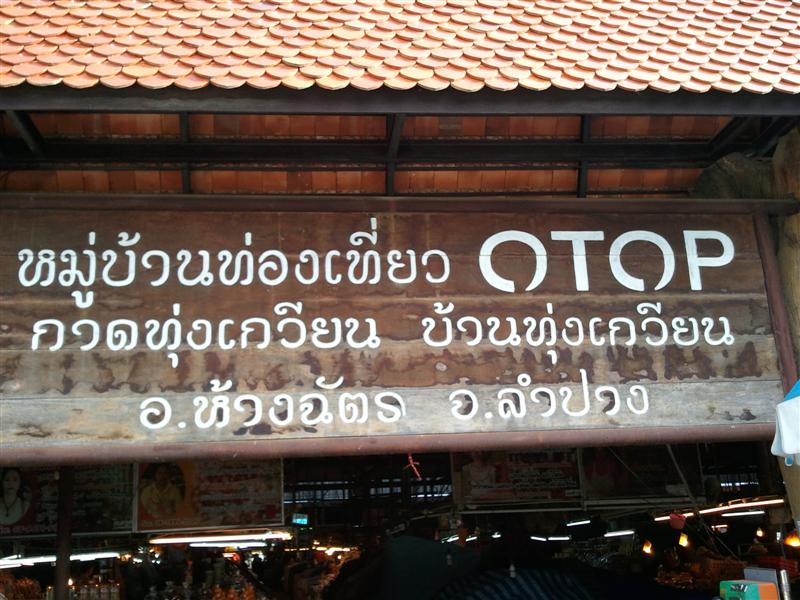 หมู่บ้านท่องเที่ยว OTOP
กาดทุ่งเกวียน บ้านทุ่งเกวียน
อ.ห้างฉัตร จ.ลำปาง